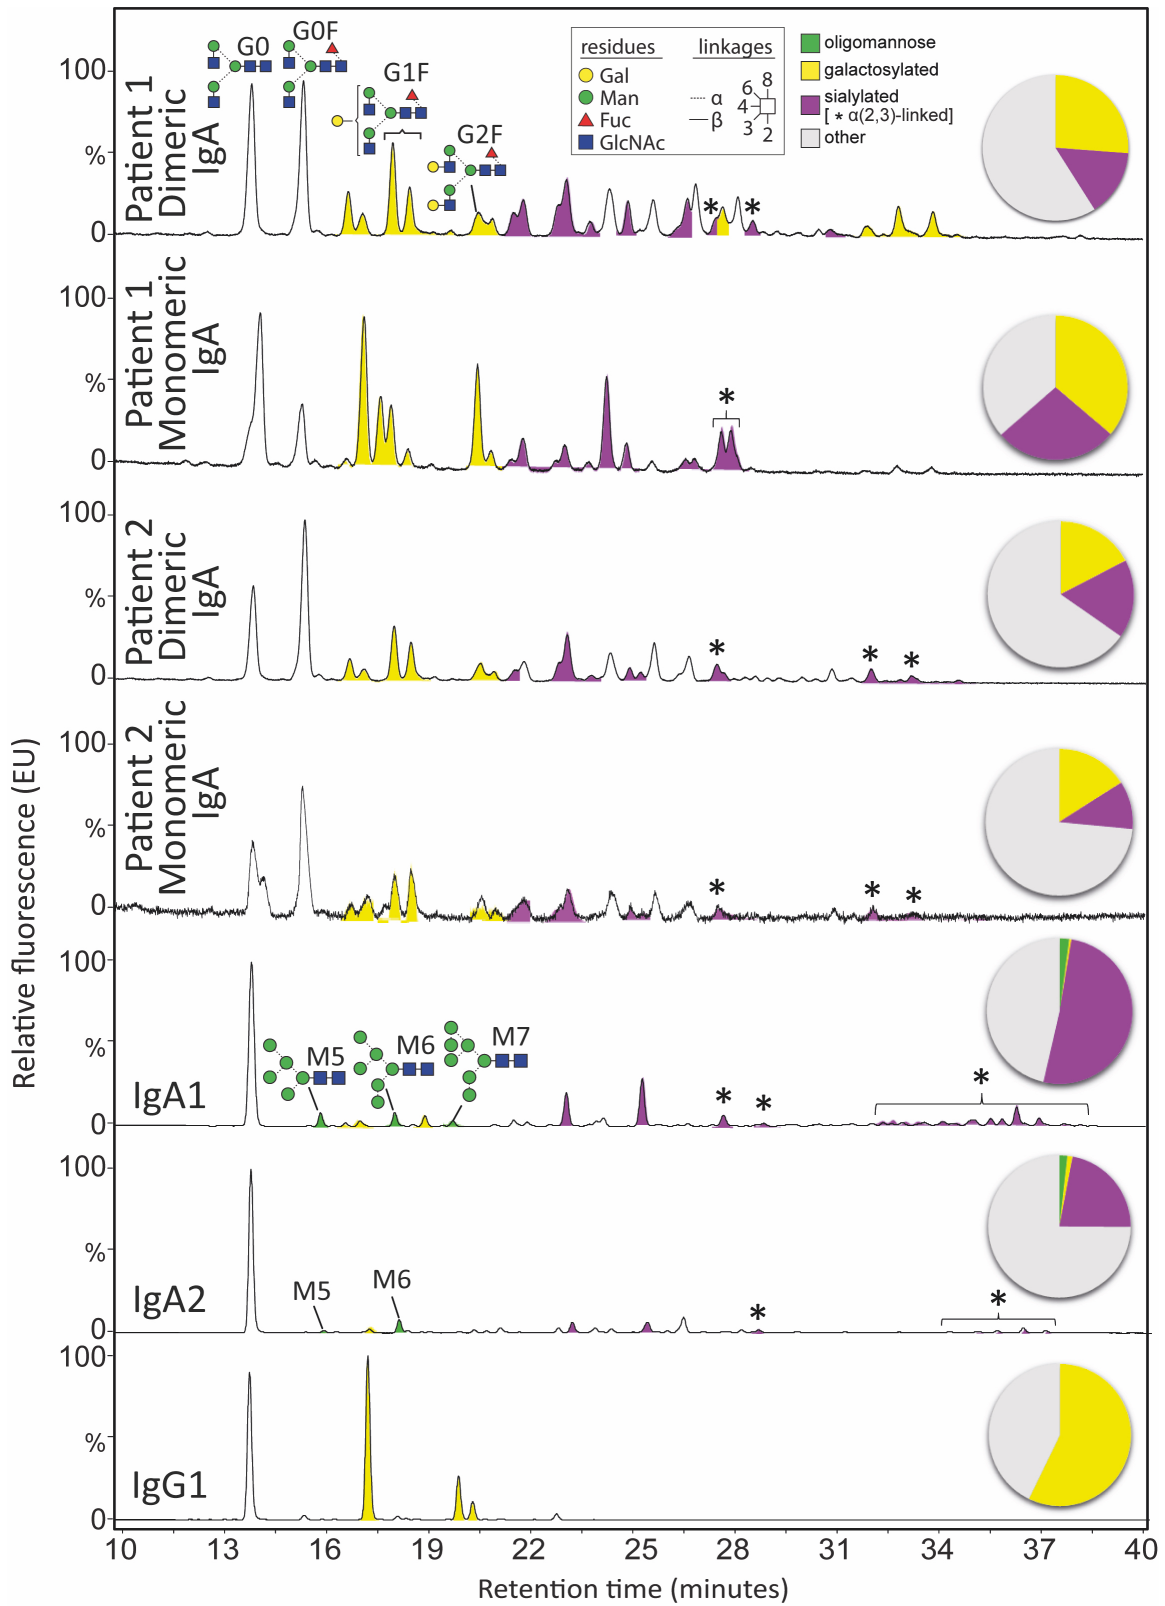 G0
G0F
G1F
G2F
residues
Gal
Man
Fuc
GlcNAc
linkages
α
β
6 8
4
3 2
oligomannose
galactosylated
sialylated
[ * α(2,3)-linked]
other
Relative fluorescence (EU)
Patient 1
Dimeric
IgA
100
%
0
*
*
Patient 1
Monomeric
IgA
100
%
0
*
Patient 2
Dimeric
IgA
100
%
0
*
*
*
Patient 2
Monomeric
IgA
100
%
0
*
*
*
IgA1
100
%
0
M5
M6
M7
*
*
*
IgA2
100
%
0
M5
M6
*
*
IgG1
100
%
0
10 13 16 19 22 25 28 31 34 37 40
Retention time (minutes)